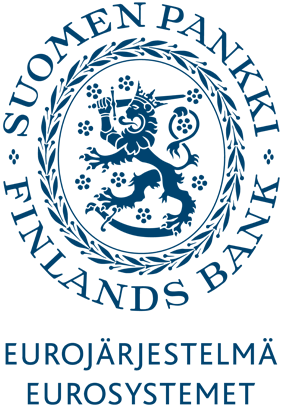 SUOMEN PANKKI
FINLANDS BANK
EUROJÄRJESTELMÄ
EUROSYSTEMET